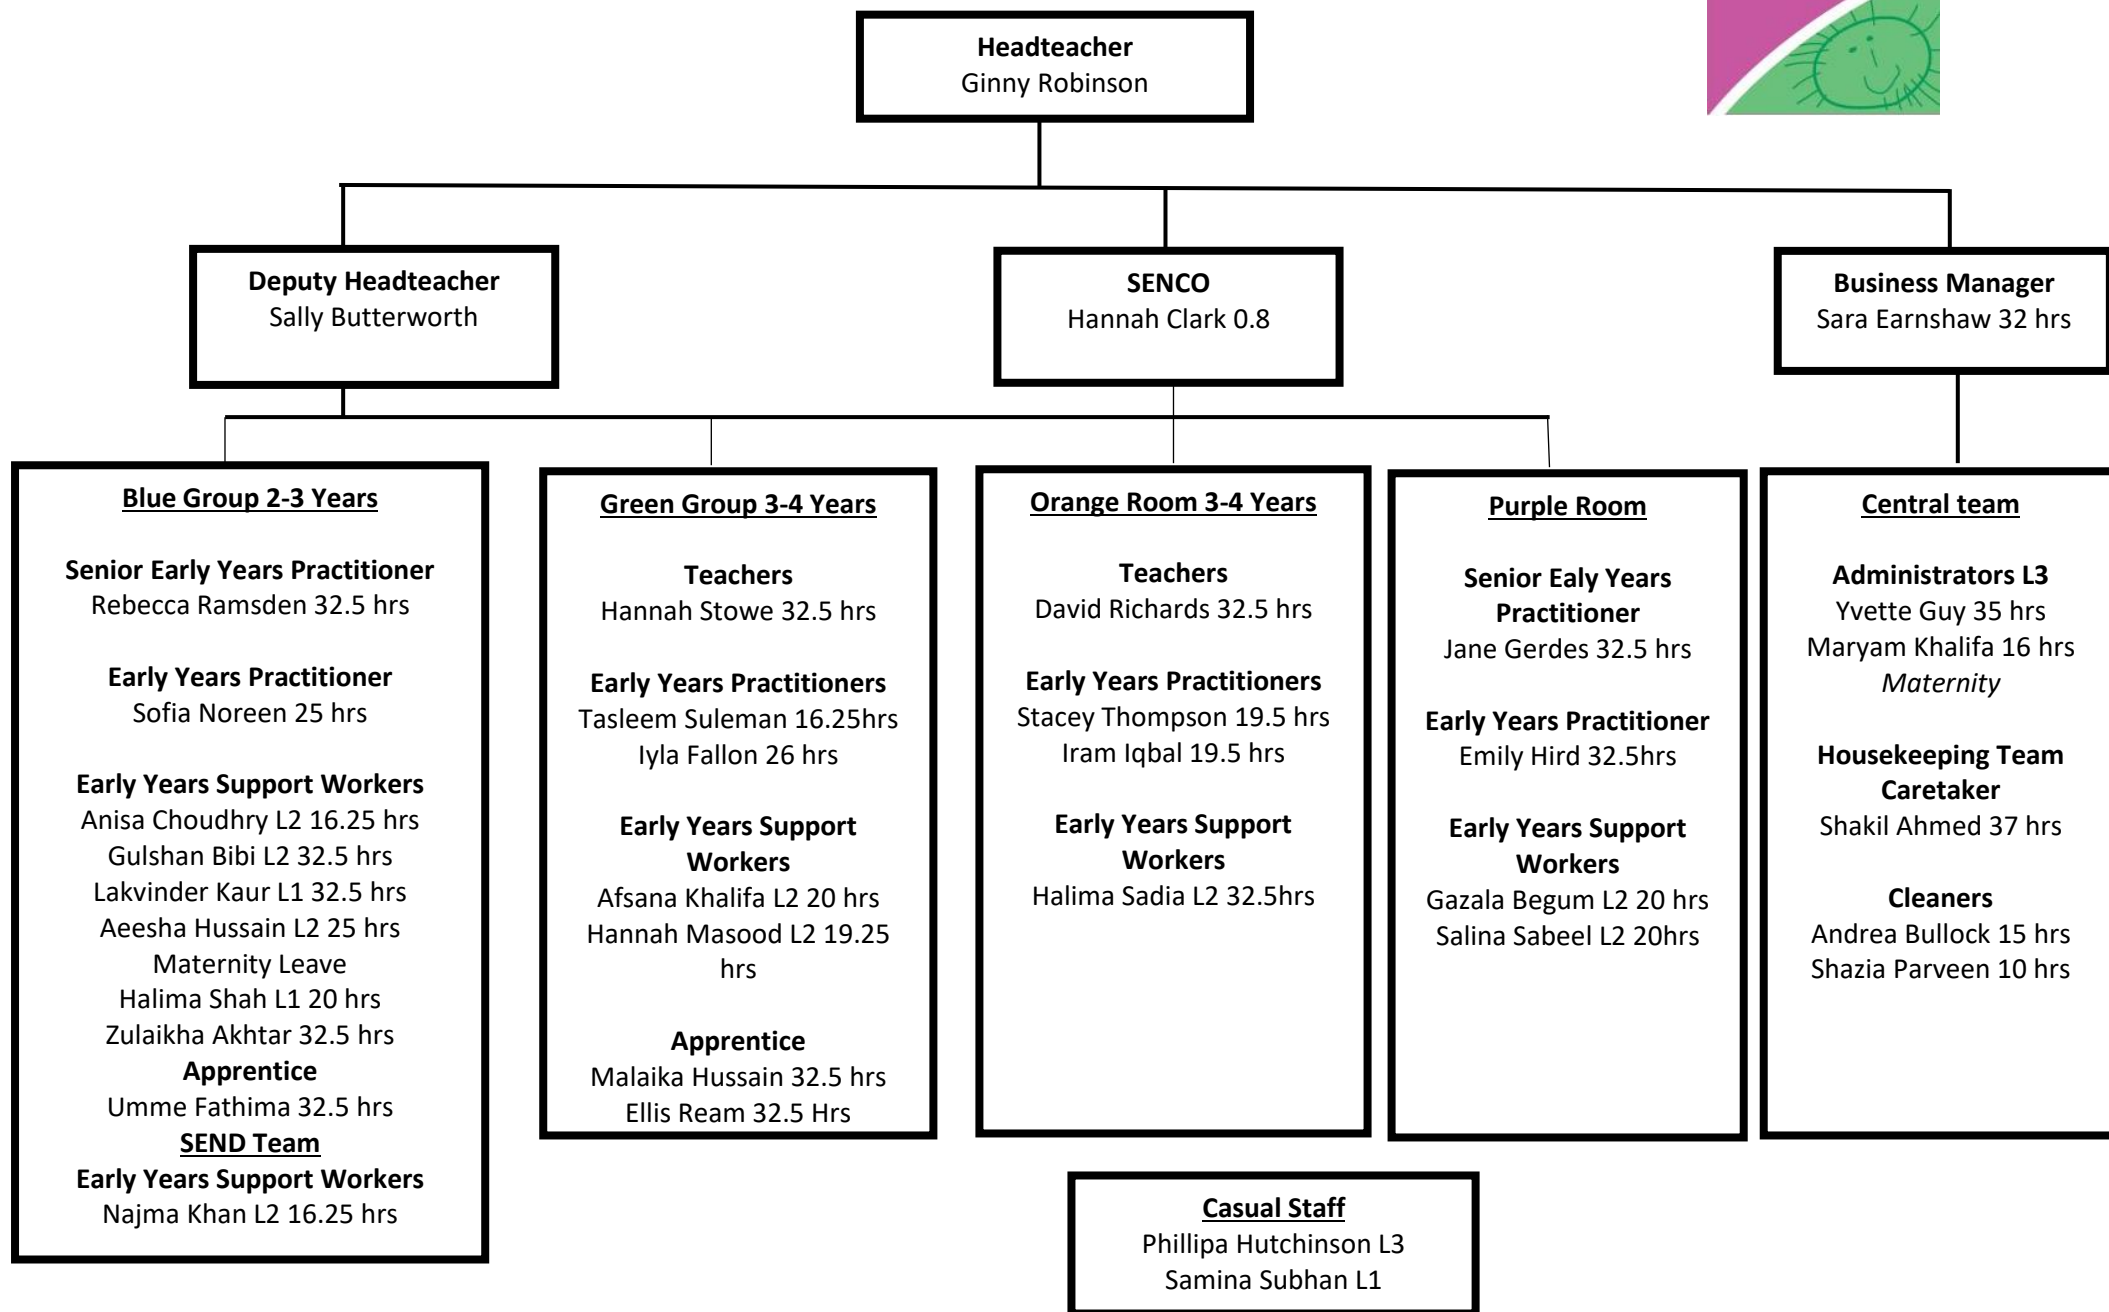 Headteacher
Ginny Robinson
Deputy Headteacher
Sally Butterworth
SENCO
Hannah Clark 0.8
Business Manager
Sara Earnshaw 32 hrs
Blue Group 2-3 Years
Senior Early Years Practitioner
Rebecca Ramsden 32.5 hrs
Early Years Practitioner
Sofia Noreen 25 hrs
Early Years Support Workers
Anisa Choudhry L2 16.25 hrs
Gulshan Bibi L2 32.5 hrs
Lakvinder Kaur L1 32.5 hrs
Aeesha Hussain L2 25 hrs
Maternity Leave
Halima Shah L1 20 hrs
Zulaikha Akhtar 32.5 hrs
Apprentice
Umme Fathima 32.5 hrs
SEND Team
Early Years Support Workers
Najma Khan L2 16.25 hrs
Green Group 3-4 Years
Teachers
Hannah Stowe 32.5 hrs
Early Years Practitioners
Tasleem Suleman 16.25hrs
Iyla Fallon 26 hrs
Early Years Support
Workers
Afsana Khalifa L2 20 hrs
Hannah Masood L2 19.25
hrs
Apprentice
Malaika Hussain 32.5 hrs
Ellis Ream 32.5 Hrs
Orange Room 3-4 Years
Teachers
David Richards 32.5 hrs
Early Years Practitioners
Stacey Thompson 19.5 hrs
Iram Iqbal 19.5 hrs
Early Years Support
Workers
Halima Sadia L2 32.5hrs
Purple Room
Senior Ealy Years
Practitioner
Jane Gerdes 32.5 hrs
Early Years Practitioner
Emily Hird 32.5hrs
Early Years Support
Workers
Gazala Begum L2 20 hrs
Salina Sabeel L2 20hrs
Central team
Administrators L3
Yvette Guy 35 hrs
Maryam Khalifa 16 hrs
Maternity
Housekeeping Team
Caretaker
Shakil Ahmed 37 hrs
Cleaners
Andrea Bullock 15 hrs
Shazia Parveen 10 hrs
Casual Staff
Phillipa Hutchinson L3
Samina Subhan L1